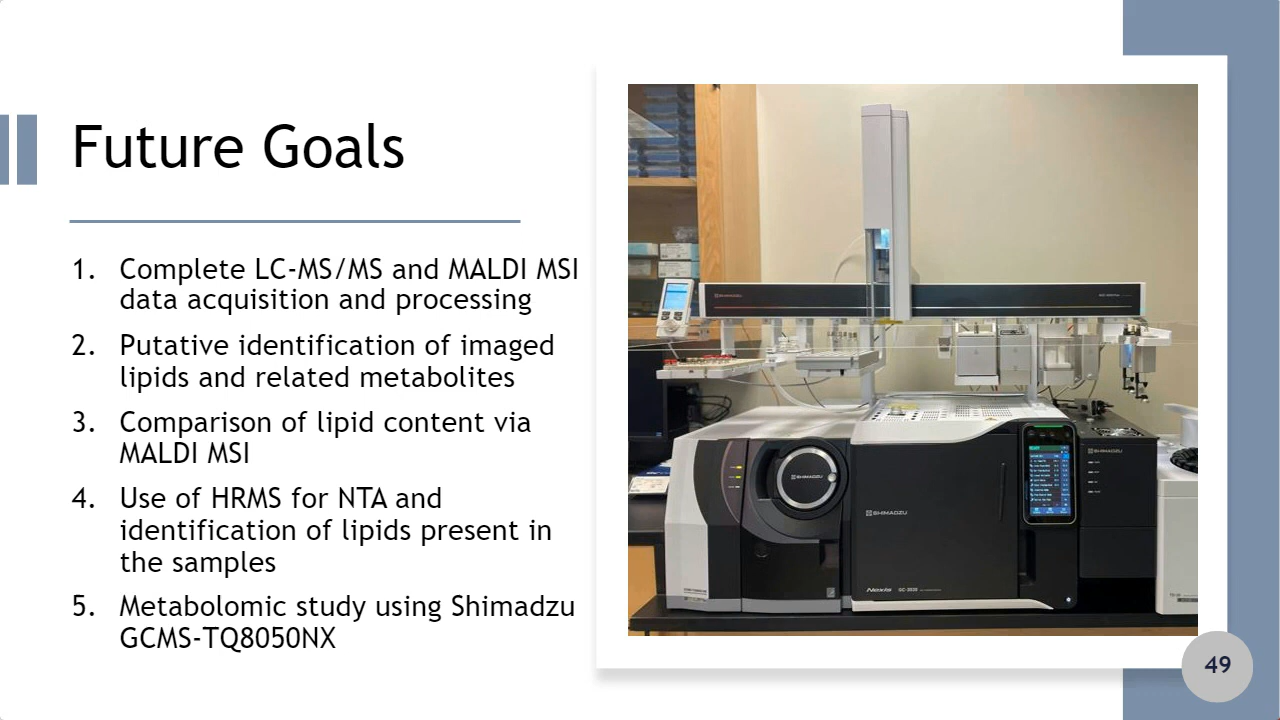 Future Goals
1. Complete LC-MS/MS and MALDI MSI
data acquisition and processing
2. Putative identification of imaged
lipids and related metabolites
3. Comparison of lipid content via
MALDI MSI
4. Use of HRMS for NTA and
identification of lipids present in
the samples
5. Metabolomic study using Shimadzu
GCMS-TQ8050NX
SHIMADZU
SHIMADZU
SHIMADZU
SHIMADZU
Nexis GC-2030
49